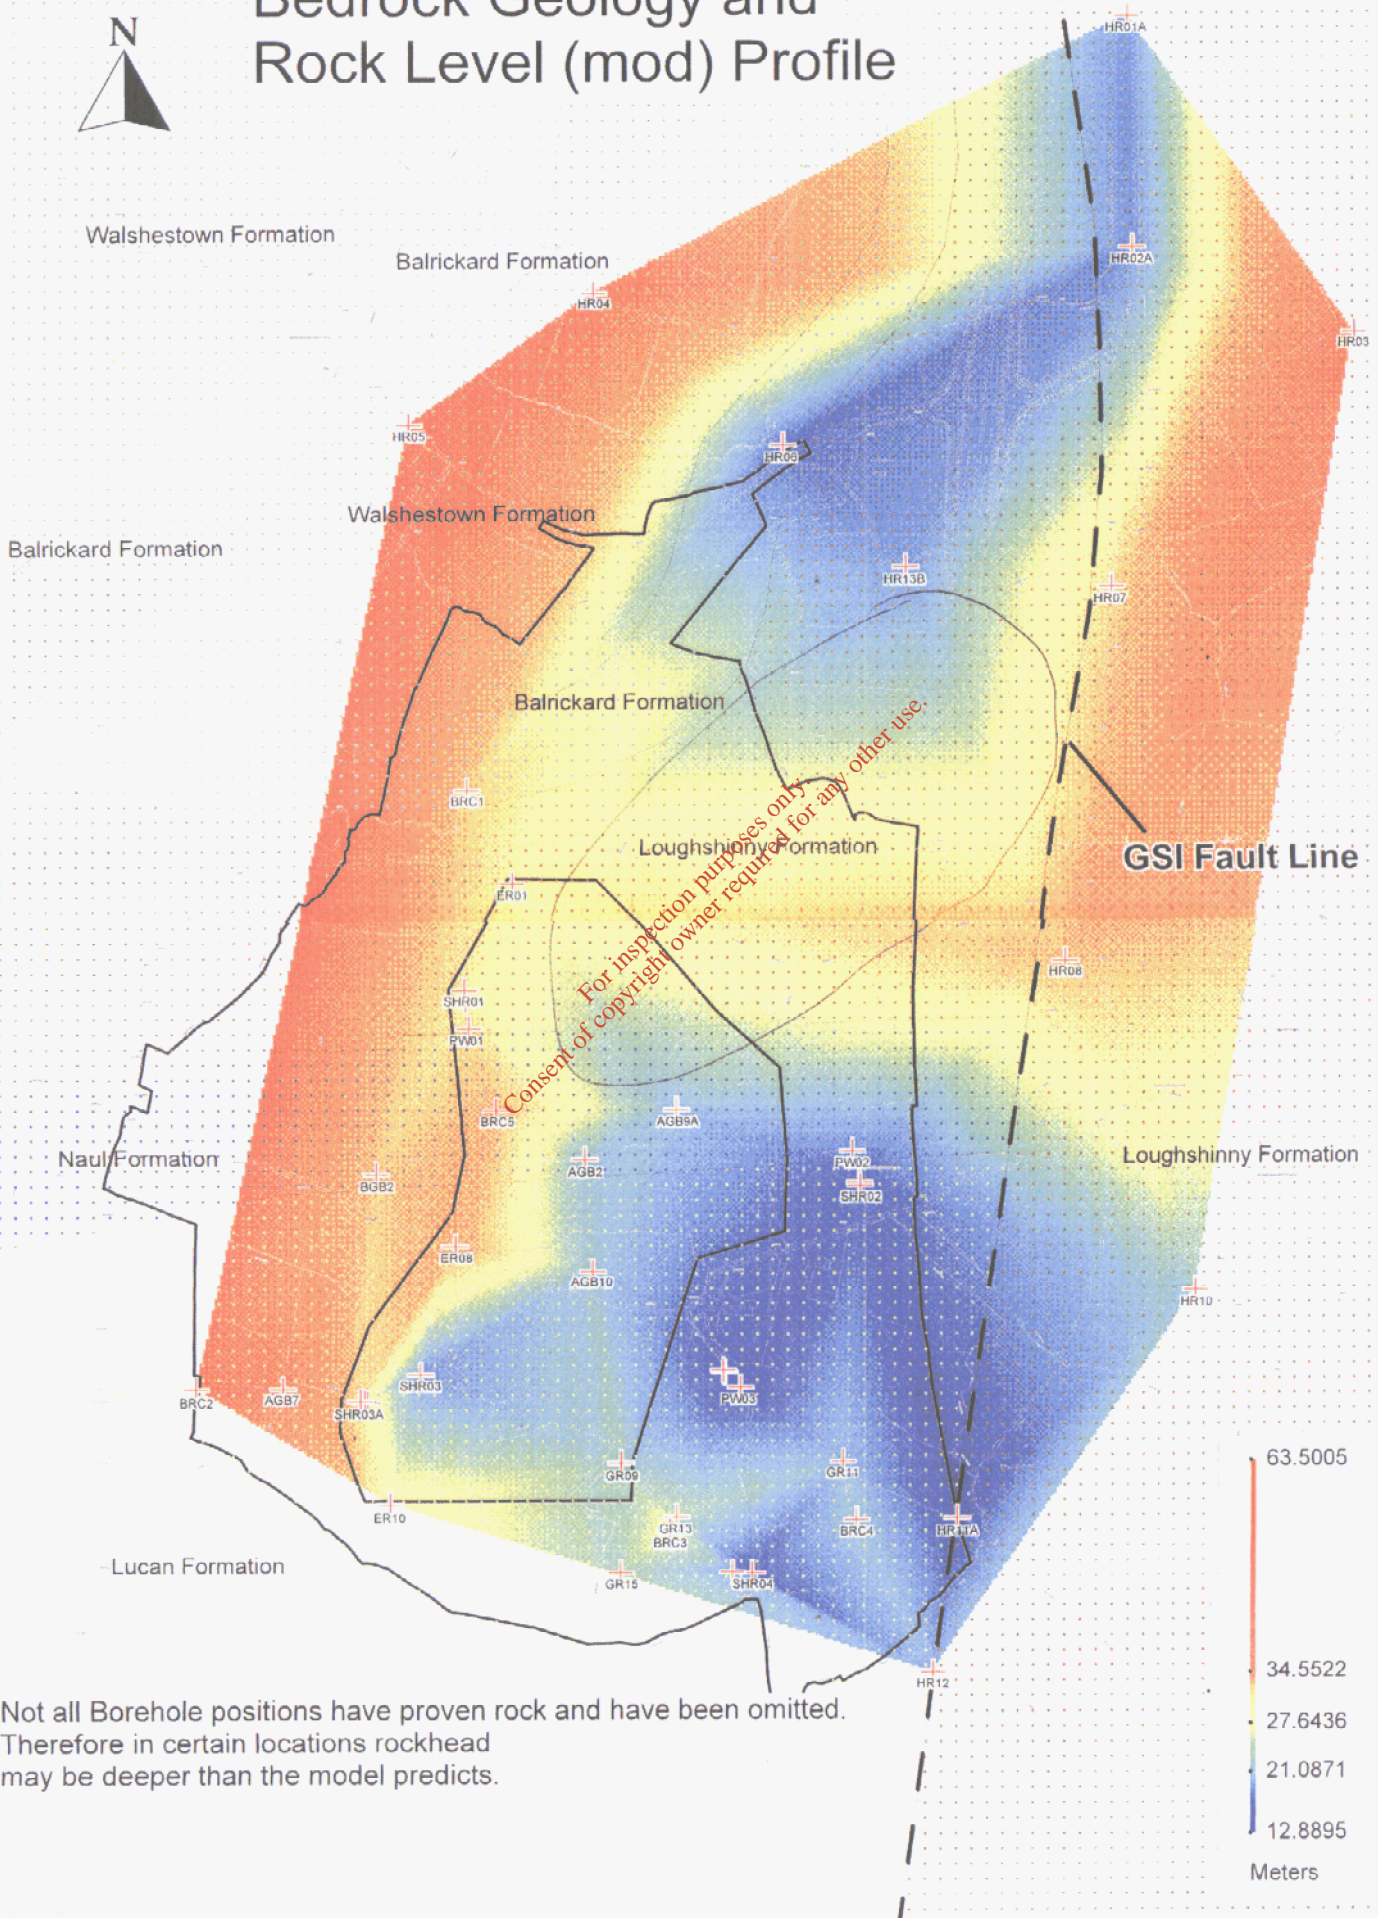 Bedrock Geology and
Rock Level (mod) Profile
N
HR01A
Walshestown Formation
Balrickard Formation
HR02A
HR04
HR03
HR05
HR06
Walshestown Formation
Balrickard Formation
HR13B
HR07
Balrickard Formation
BRC1
Loughshinny Formation
GSI Fault Line
ER01
HR08
SHR01
PW01
For inspection purposes only.
Consent of copyright owner required for any other use.
BRC5
AGB9A
Naul Formation
AGB2
PW02
Loughshinny Formation
BGB2
SHR02
ER08
AGB10
HR10
SHR03
BRC2
AGB7
PW03
SHR03A
GR09
GR11
63.5005
ER10
GR13
BRC4
HR11A
BRC3
Lucan Formation
GR15
SHR04
34.5522
HR12
Not all Borehole positions have proven rock and have been omitted.
27.6436
Therefore in certain locations rockhead
21.0871
may be deeper than the model predicts.
12.8895
Meters